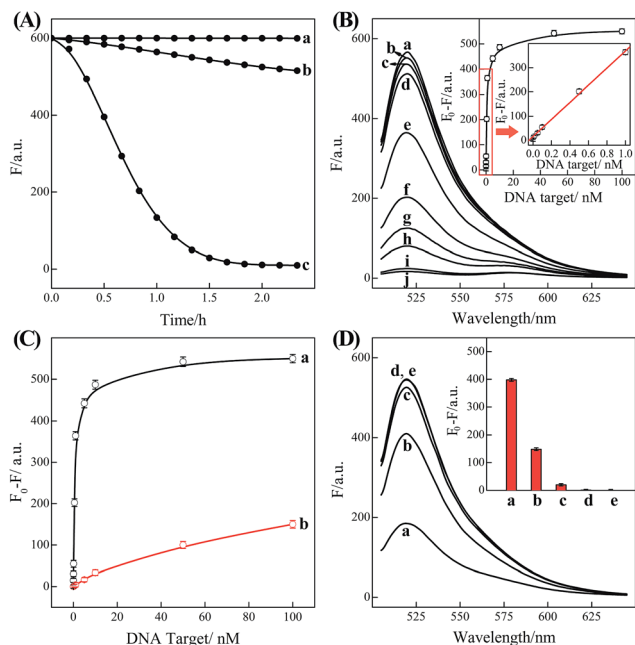 (A)
600
400
200
0
F/a.u.
a
b
c
0.0
0.5
1.0
1.5
2.0
Time/h
(B)
600
400
200
0
F/a.u.
a
b
c
d
e
f
g
h
i
j
525
550
575
600
625
Wavelength/nm
500
400
300
200
100
0
F0-F/a.u.
0
20
40
60
80
100
DNA target/ nM
300
200
100
0
F0-F/a.u.
0.0
0.2
0.4
0.6
0.8
1.0
DNA target/ nM
(C)
500
400
300
200
100
0
F0-F/ a.u.
a
b
0
20
40
60
80
100
DNA Target/ nM
(D)
600
400
200
0
F/a.u.
d, e
c
b
a
525
550
575
600
625
Wavelength/nm
400
300
200
100
0
F0-F/ a.u.
a
b
c
d
e